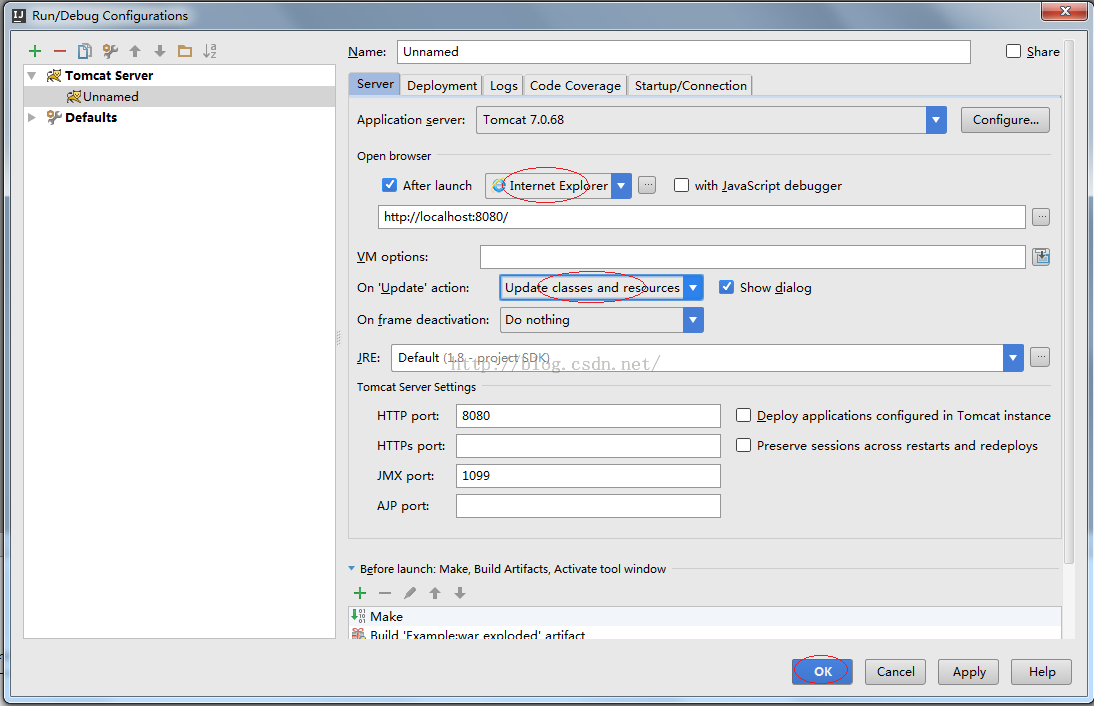 Run/Debug Configurations
Tomcat Server
Unnamed
Defaults
Name: Unnamed Share
Server Deployment Logs Code Coverage Startup/Connection
Application server: Tomcat 7.0.68 Configure...
Open browser
After launch Internet Explorer ... with JavaScript debugger
http://localhost:8080/ ...
VM options:
On 'Update' action: Update classes and resources Show dialog
On frame deactivation: Do nothing
JRE: Default (1.8 - project SDK) ...
http://blog.csdn.net/
Tomcat Server Settings
HTTP port: 8080 Deploy applications configured in Tomcat instance
HTTPs port: Preserve sessions across restarts and redeploys
JMX port: 1099
AJP port:
Before launch: Make, Build Artifacts, Activate tool window
Make
Build 'Example:war exploded' artifact
OK Cancel Apply Help